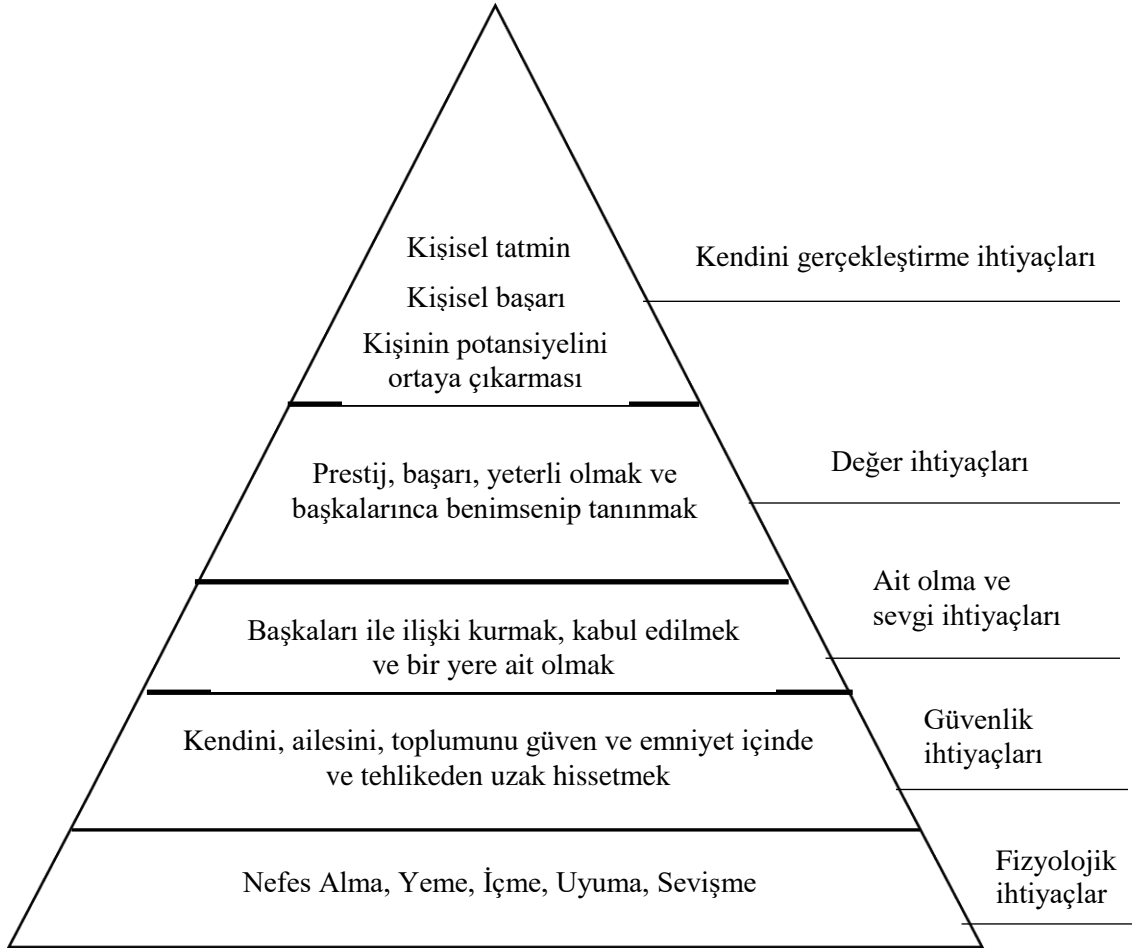 Kişisel tatmin
Kendini gerçekleştirme ihtiyaçları
Kişisel başarı
Kişinin potansiyelini
ortaya çıkarması
Prestij, başarı, yeterli olmak ve
başkalarınca benimsenip tanınmak
Değer ihtiyaçları
Ait olma ve
sevgi ihtiyaçları
Başkaları ile ilişki kurmak, kabul edilmek
ve bir yere ait olmak
Güvenlik
ihtiyaçları
Kendini, ailesini, toplumunu güven ve emniyet içinde
ve tehlikeden uzak hissetmek
Fizyolojik
ihtiyaçlar
Nefes Alma, Yeme, İçme, Uyuma, Sevişme